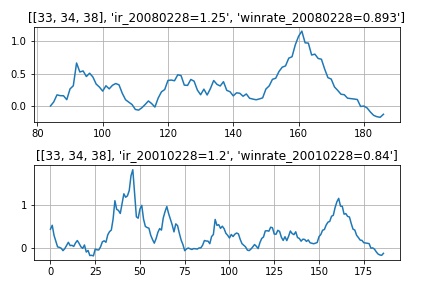 [[33, 34, 38], 'ir_20080228=1.25', 'winrate_20080228=0.893']
1.0
0.5
0.0
80 100 120 140 160 180
[[33, 34, 38], 'ir_20010228=1.2', 'winrate_20010228=0.84']
1
0
0 25 50 75 100 125 150 175